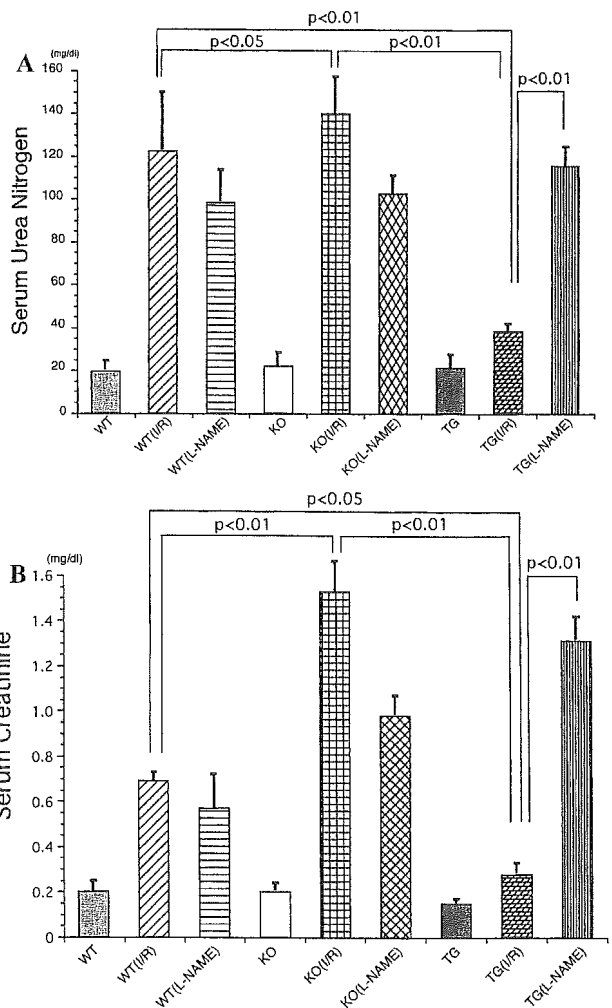 p<0.01
A
(mg/dl)
p<0.05
p<0.01
p<0.01
160
140
120
100
80
60
40
20
0
Serum Urea Nitrogen
WT
WT(I/R)
WT(L-NAME)
KO
KO(I/R)
KO(L-NAME)
TG
TG(I/R)
TG(L-NAME)
p<0.05
B
(mg/dl)
p<0.01
p<0.01
p<0.01
1.6
1.4
1.2
1.0
0.8
0.6
0.4
0.2
0
Serum Creatinine
WT
WT(I/R)
WT(L-NAME)
KO
KO(I/R)
KO(L-NAME)
TG
TG(I/R)
TG(L-NAME)